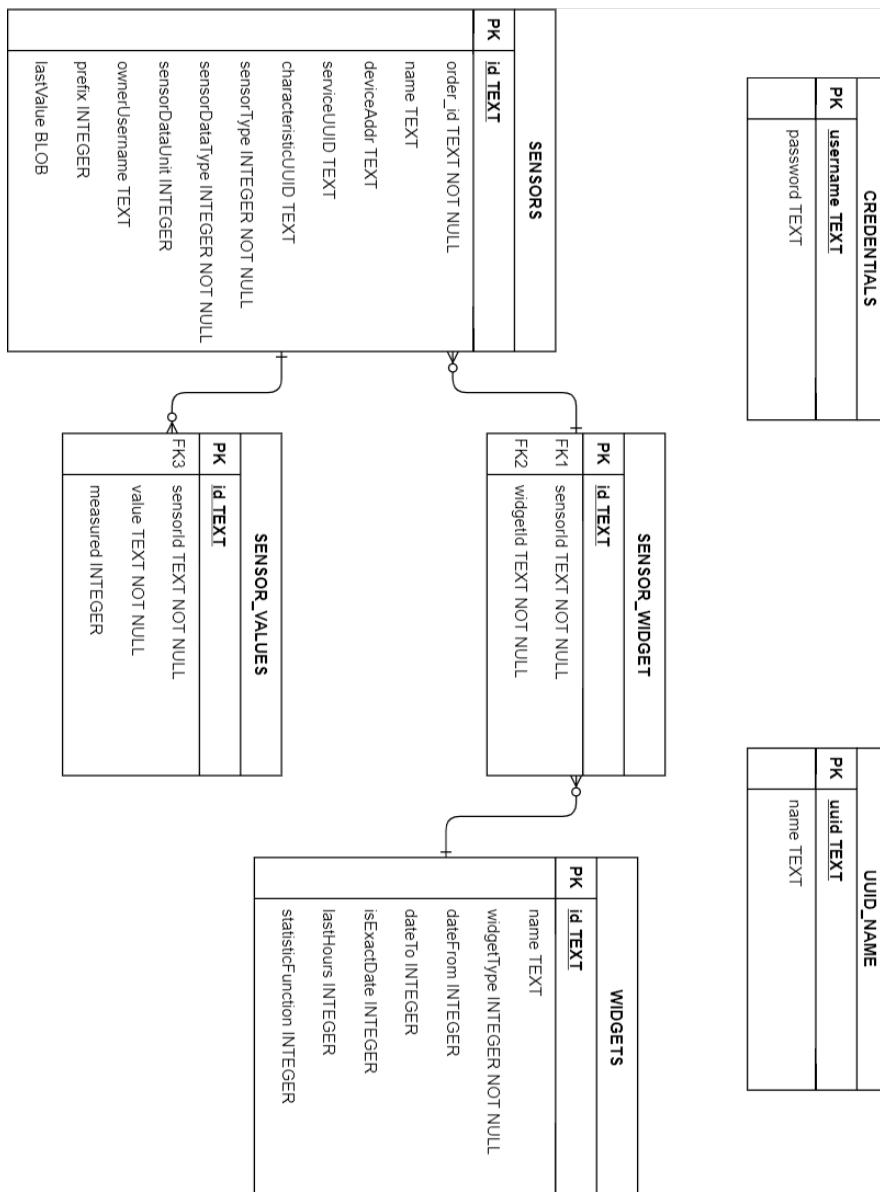 CREDENTIALS
PK username TEXT
password TEXT
UUID_NAME
PK uuid TEXT
name TEXT
SENSORS
PK id TEXT
order_id TEXT NOT NULL
name TEXT
deviceAddr TEXT
serviceUUID TEXT
characteristicUUID TEXT
sensorType INTEGER NOT NULL
sensorDataType INTEGER NOT NULL
sensorDataUnit INTEGER
ownerUsername TEXT
prefix INTEGER
lastValue BLOB
SENSOR_WIDGET
PK id TEXT
FK1 sensorId TEXT NOT NULL
FK2 widgetId TEXT NOT NULL
WIDGETS
PK id TEXT
name TEXT
widgetType INTEGER NOT NULL
dateFrom INTEGER
dateTo INTEGER
isExactDate INTEGER
lastHours INTEGER
statisticFunction INTEGER
SENSOR_VALUES
PK id TEXT
FK3 sensorId TEXT NOT NULL
value TEXT NOT NULL
measured INTEGER